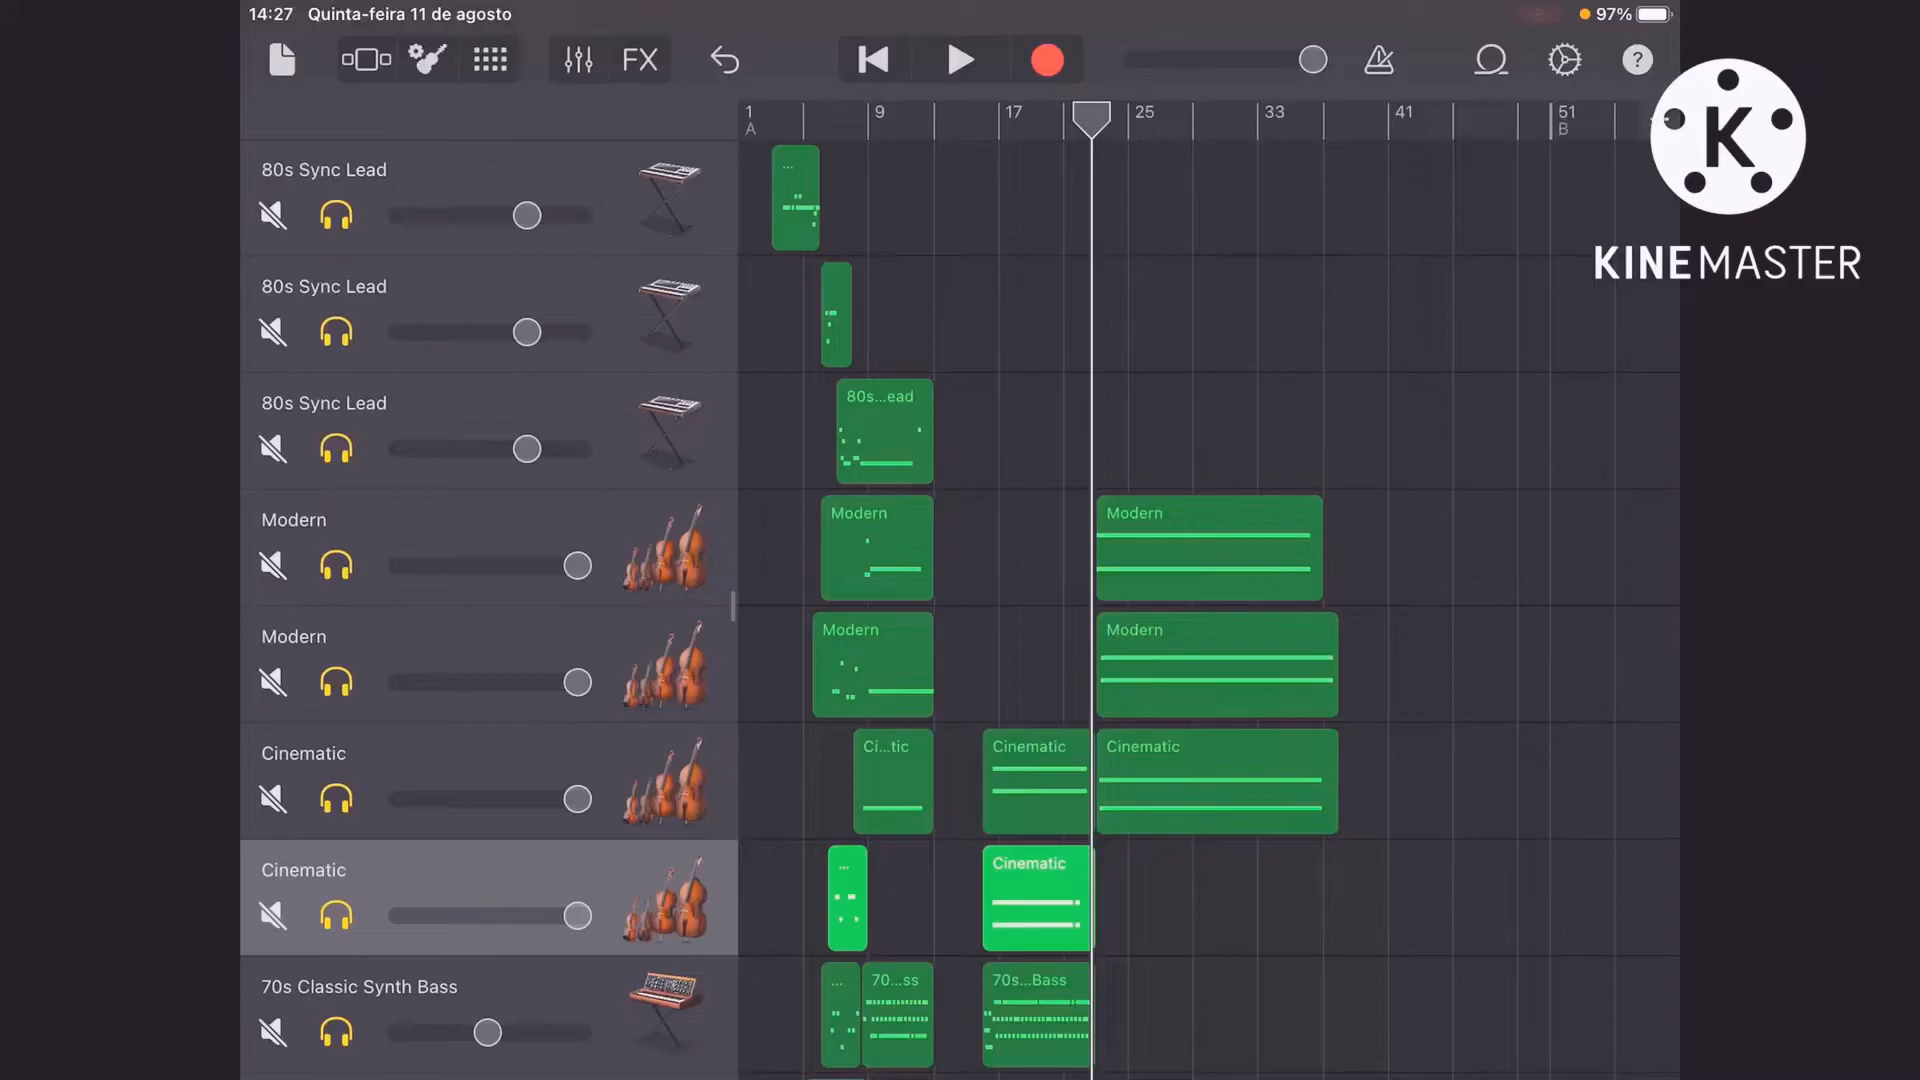 14:27 Quinta-feira 11 de agosto
97%
FX
?
1 9 17 25 33 41 51
A B
K
KINEMASTER
80s Sync Lead
...
80s Sync Lead
80s Sync Lead
80s...ead
Modern
Modern
Modern
Modern
Modern
Modern
Cinematic
Ci...tic
Cinematic
Cinematic
Cinematic
...
Cinematic
70s Classic Synth Bass
...
70...ss
70s...Bass